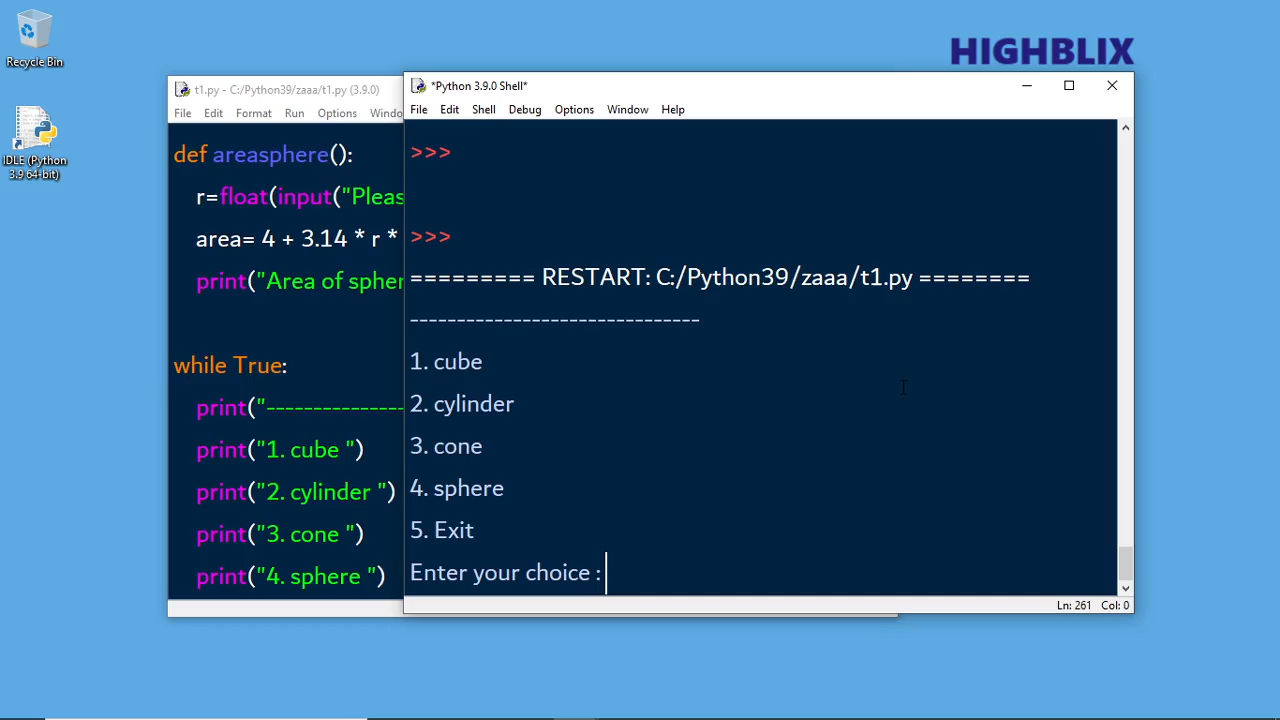 Recycle Bin
IDLE (Python
3.9 64-bit)
HIGHBLIX
t1.py - C:/Python39/zaaa/t1.py (3.9.0)
File Edit Format Run Options Windo
def areasphere():
r=float(input("Pleas
area= 4 + 3.14 * r *
print("Area of spher
while True:
print("---------------
print("1. cube ")
print("2. cylinder ")
print("3. cone ")
print("4. sphere ")
*Python 3.9.0 Shell*
File Edit Shell Debug Options Window Help
>>>
>>>
========= RESTART: C:/Python39/zaaa/t1.py ========
-------------------------------
1. cube
2. cylinder
3. cone
4. sphere
5. Exit
Enter your choice :
Ln: 261 Col: 0